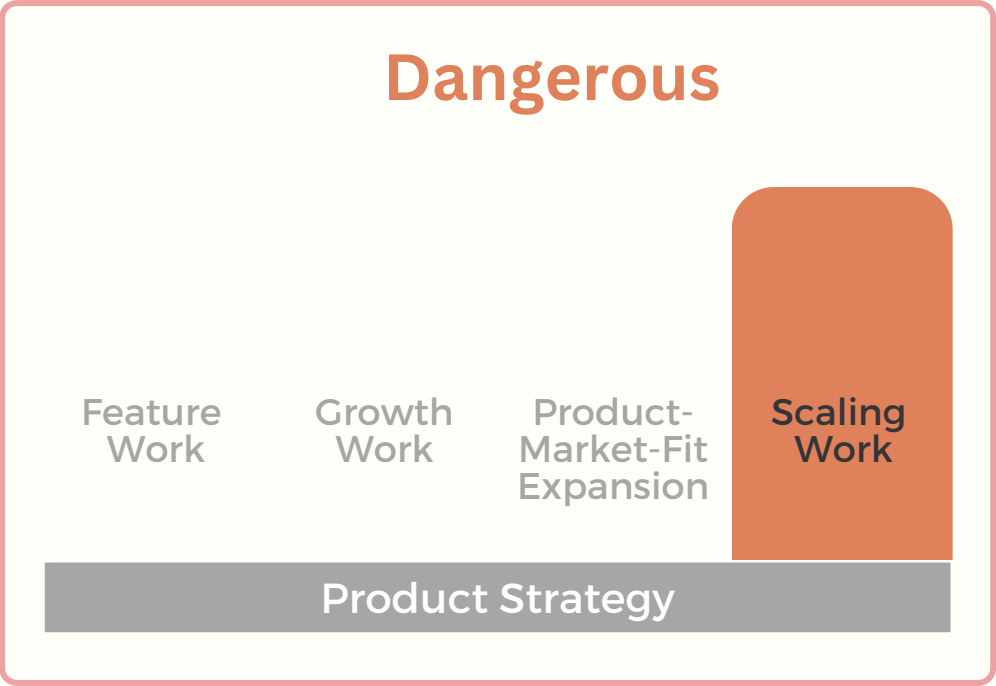 Dangerous
Feature
Work
Growth
Work
Product-
Market-Fit
Expansion
Scaling
Work
Product Strategy